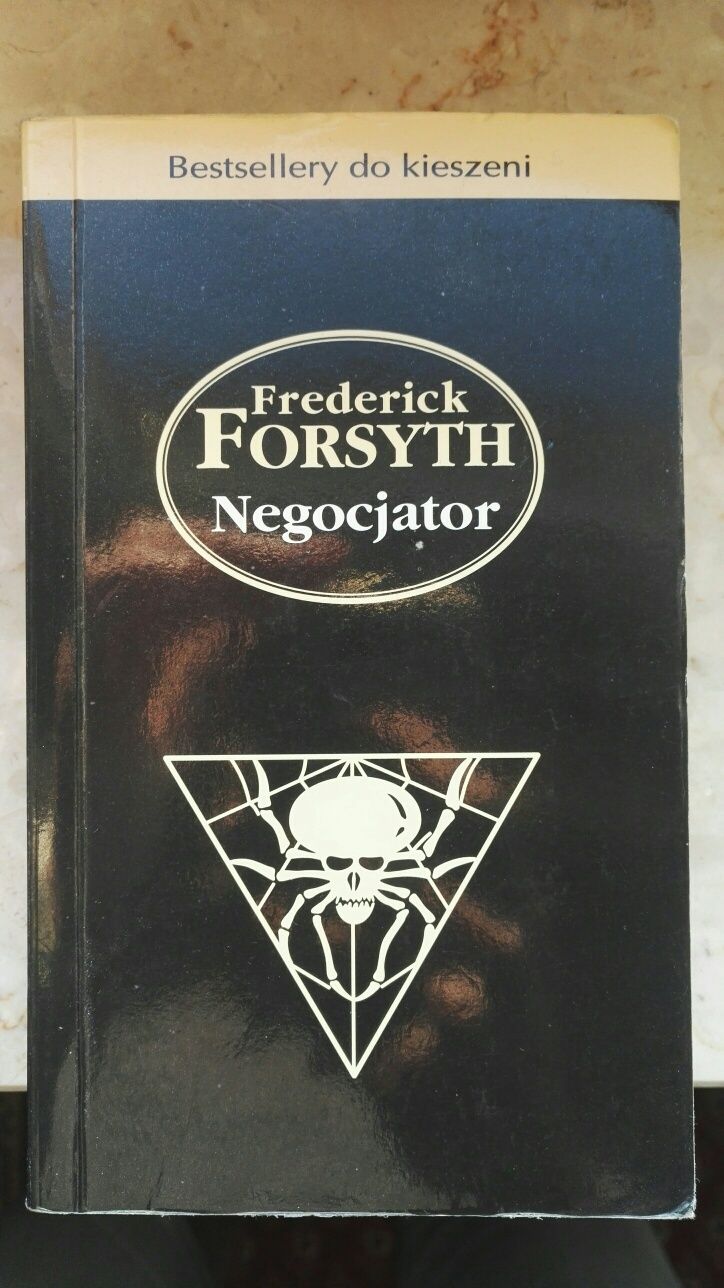 Bestsellery do kieszeni
Frederick
FORSYTH
Negocjator